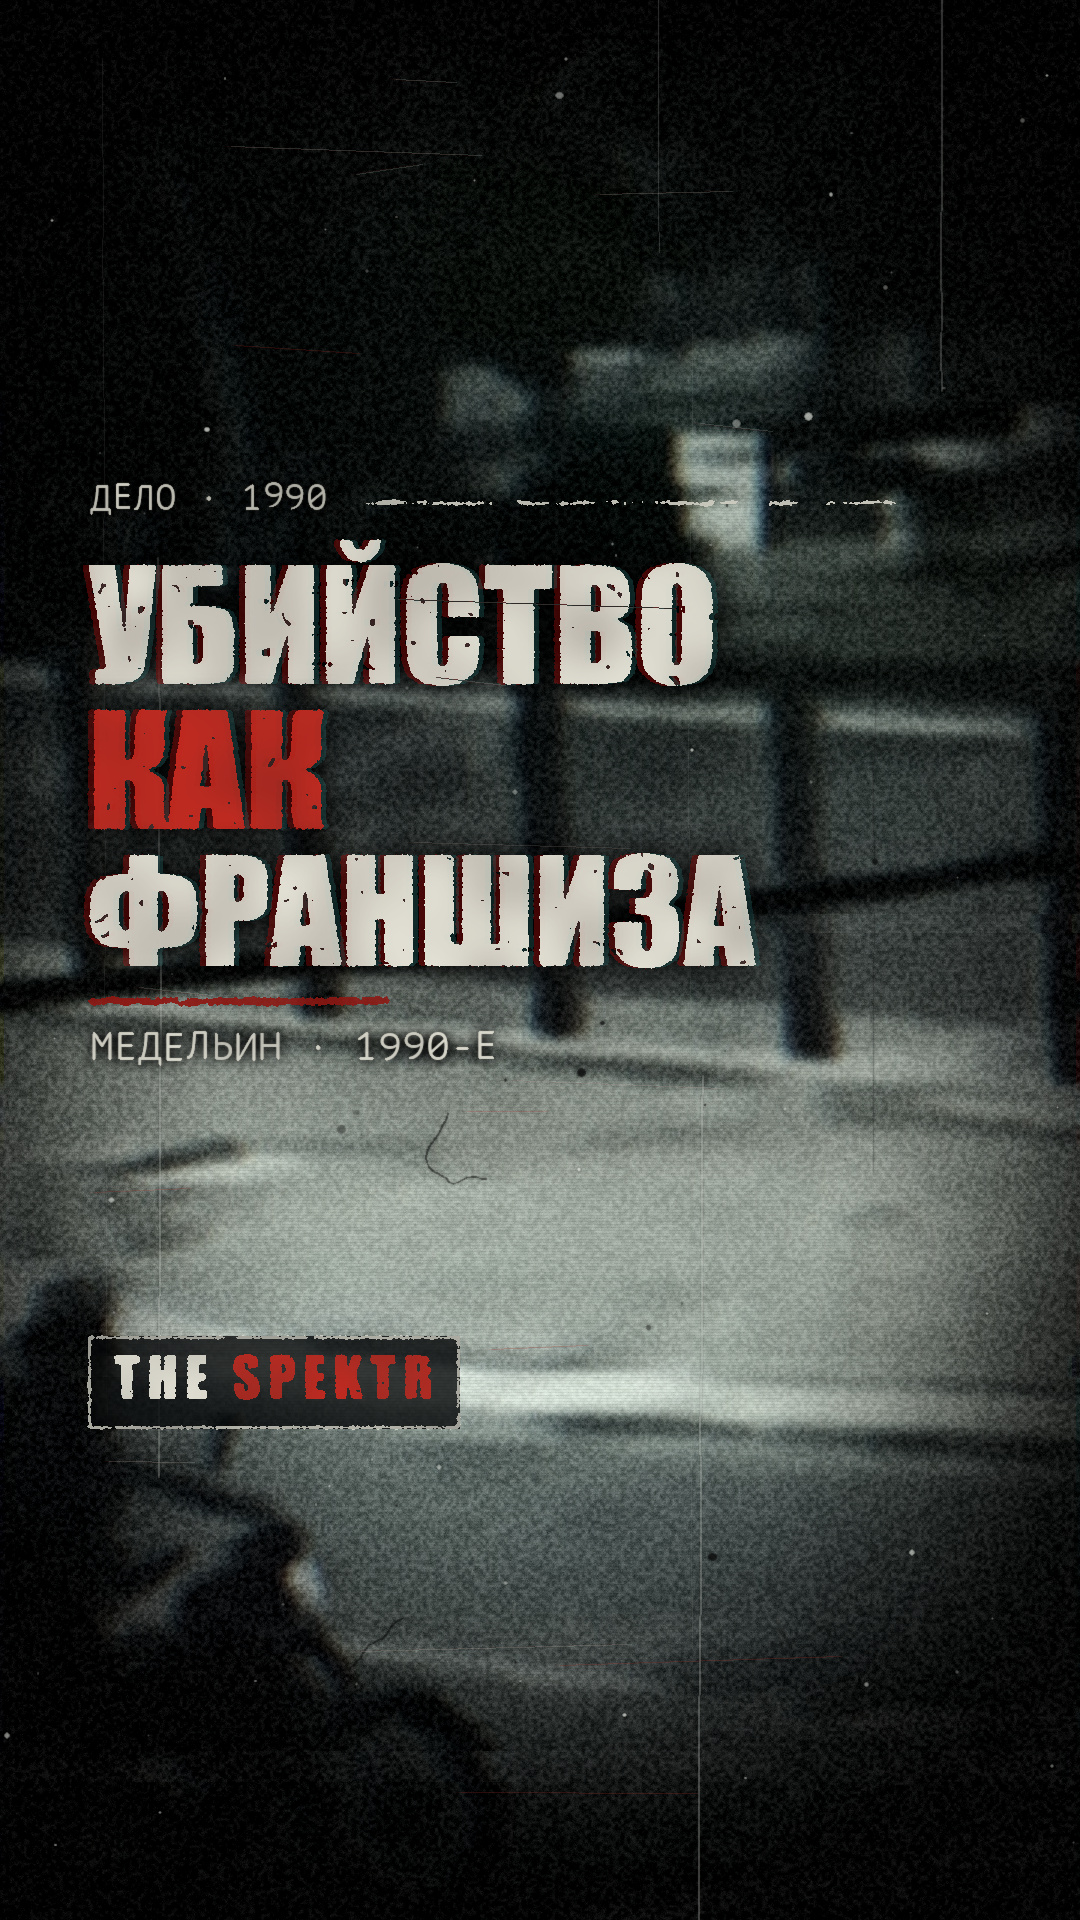 ДЕЛО · 1990
УБИЙСТВО
КАК
ФРАНШИЗА
МЕДЕЛЬИН · 1990-Е
THE SPEKTR